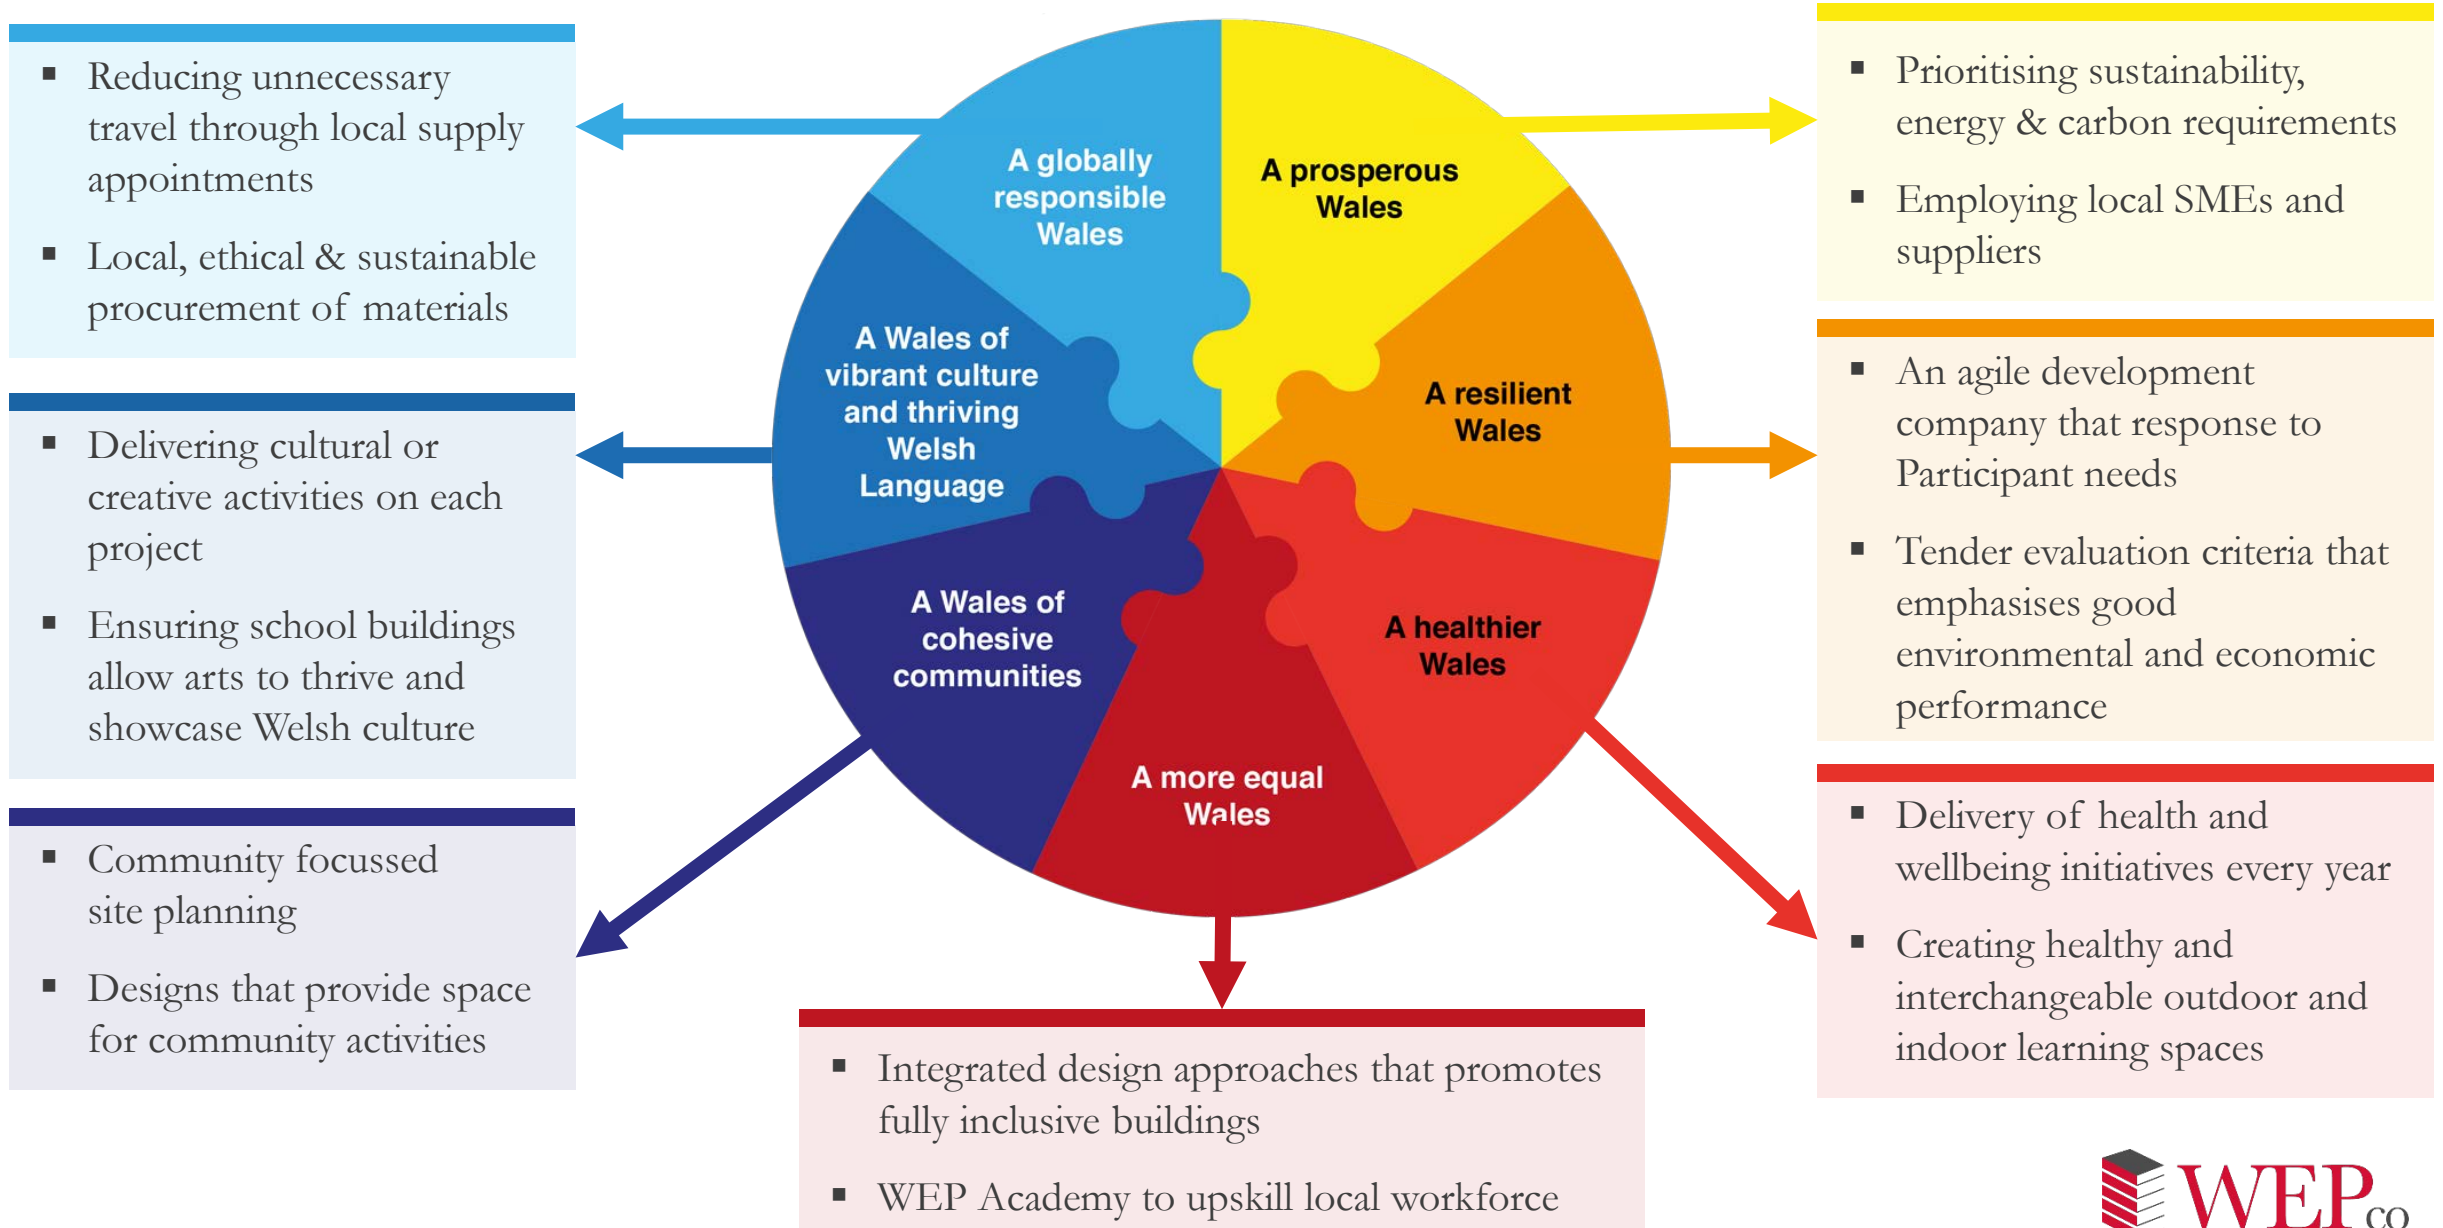 ▪ Reducing unnecessary
travel through local supply
appointments
▪ Local, ethical & sustainable
procurement of materials
▪ Delivering cultural or
creative activities on each
project
▪ Ensuring school buildings
allow arts to thrive and
showcase Welsh culture
▪ Community focussed
site planning
▪ Designs that provide space
for community activities
A globally
responsible
Wales
A prosperous
Wales
A Wales of
vibrant culture
and thriving
Welsh
Language
A resilient
Wales
A Wales of
cohesive
communities
A healthier
Wales
A more equal
Wales
▪ Prioritising sustainability,
energy & carbon requirements
▪ Employing local SMEs and
suppliers
▪ An agile development
company that response to
Participant needs
▪ Tender evaluation criteria that
emphasises good
environmental and economic
performance
▪ Delivery of health and
wellbeing initiatives every year
▪ Creating healthy and
interchangeable outdoor and
indoor learning spaces
▪ Integrated design approaches that promotes
fully inclusive buildings
▪ WEP Academy to upskill local workforce
WEPco